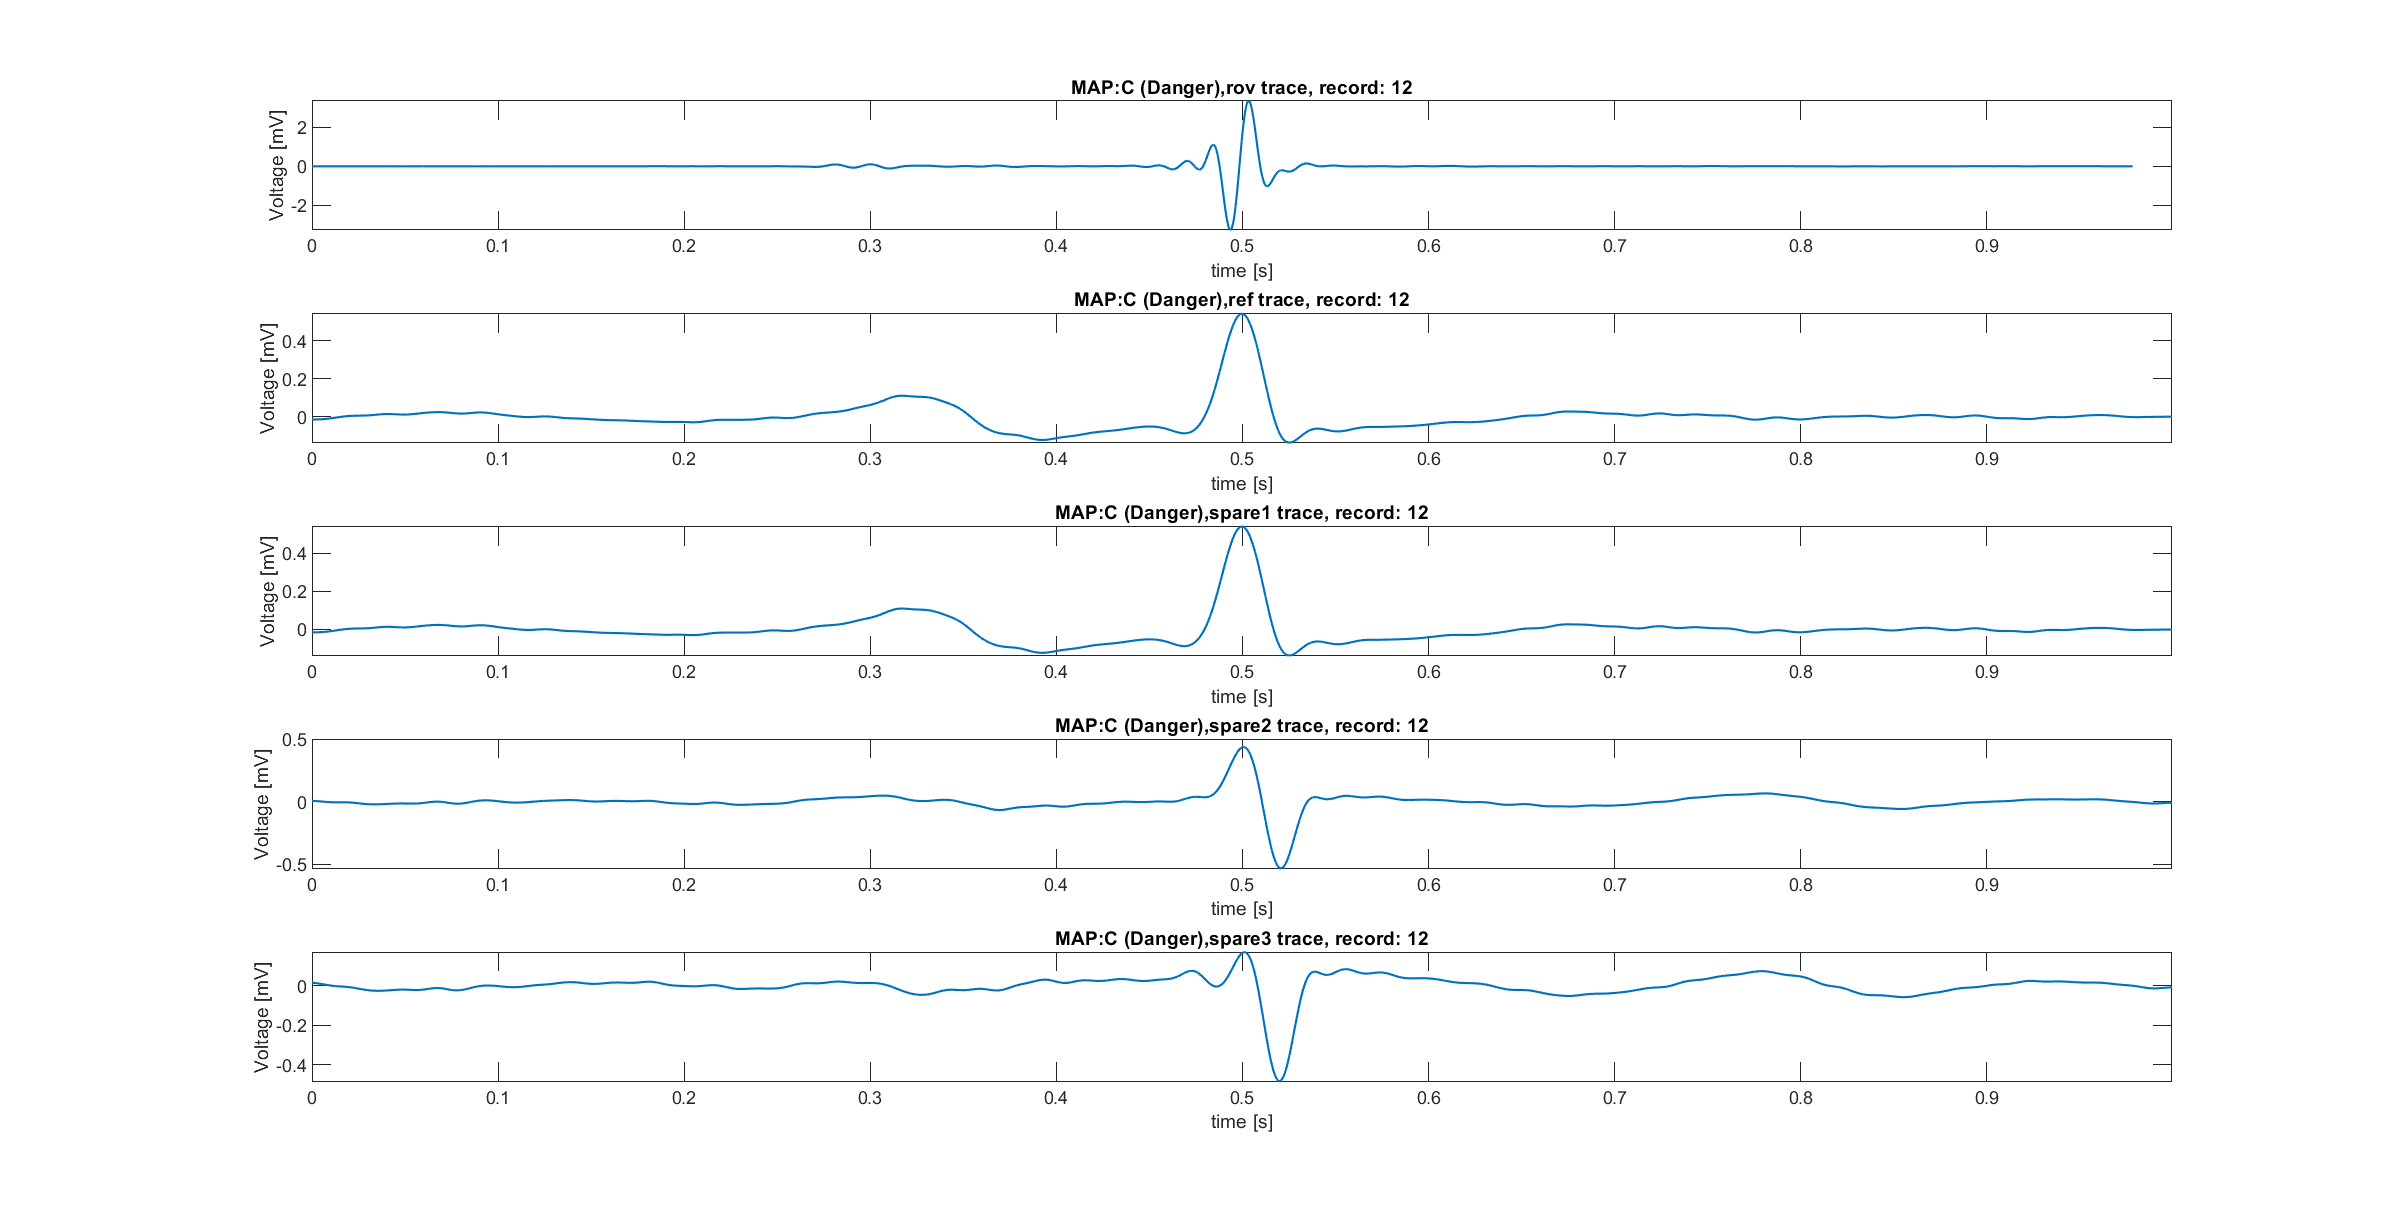 MAP:C (Danger),rov trace, record: 12
Voltage [mV]
2
0
-2
0 0.1 0.2 0.3 0.4 0.5 0.6 0.7 0.8 0.9
time [s]
MAP:C (Danger),ref trace, record: 12
Voltage [mV]
0.4
0.2
0
0 0.1 0.2 0.3 0.4 0.5 0.6 0.7 0.8 0.9
time [s]
MAP:C (Danger),spare1 trace, record: 12
Voltage [mV]
0.4
0.2
0
0 0.1 0.2 0.3 0.4 0.5 0.6 0.7 0.8 0.9
time [s]
MAP:C (Danger),spare2 trace, record: 12
Voltage [mV]
0.5
0
-0.5
0 0.1 0.2 0.3 0.4 0.5 0.6 0.7 0.8 0.9
time [s]
MAP:C (Danger),spare3 trace, record: 12
Voltage [mV]
0
-0.2
-0.4
0 0.1 0.2 0.3 0.4 0.5 0.6 0.7 0.8 0.9
time [s]